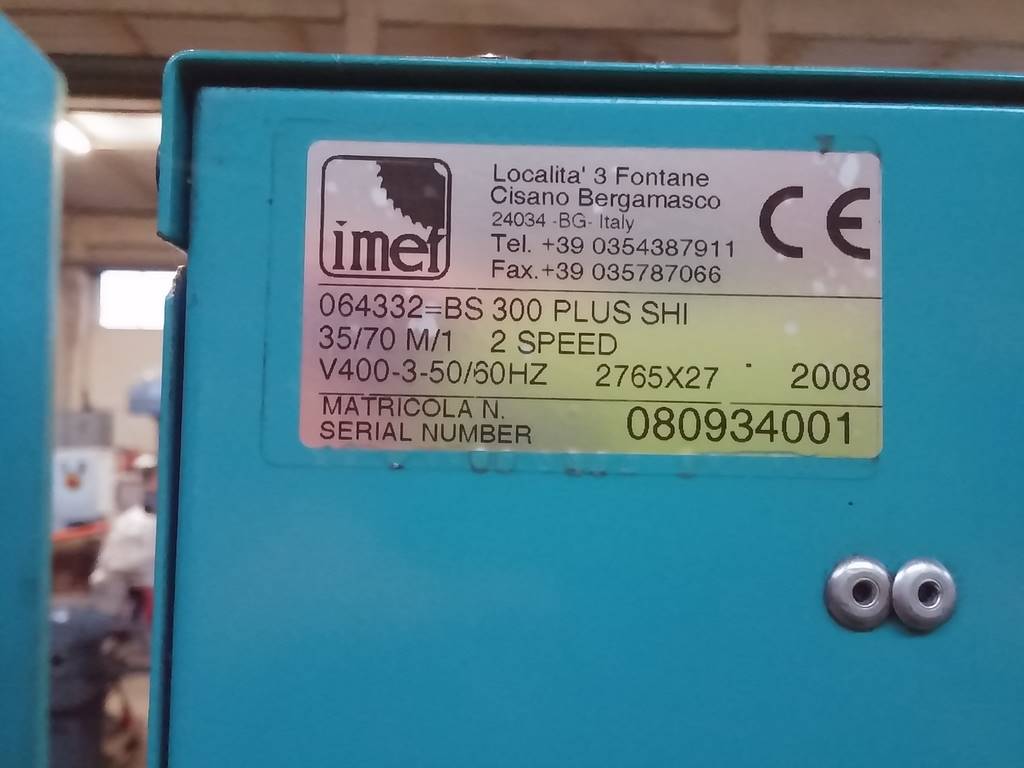 imet
Localita' 3 Fontane
Cisano Bergamasco
24034 -BG- Italy
Tel. +39 0354387911
Fax.+39 035787066
CE
064332=BS 300 PLUS SHI
35/70 M/1 2 SPEED
V400-3-50/60HZ 2765X27 2008
MATRICOLA N.
SERIAL NUMBER 080934001